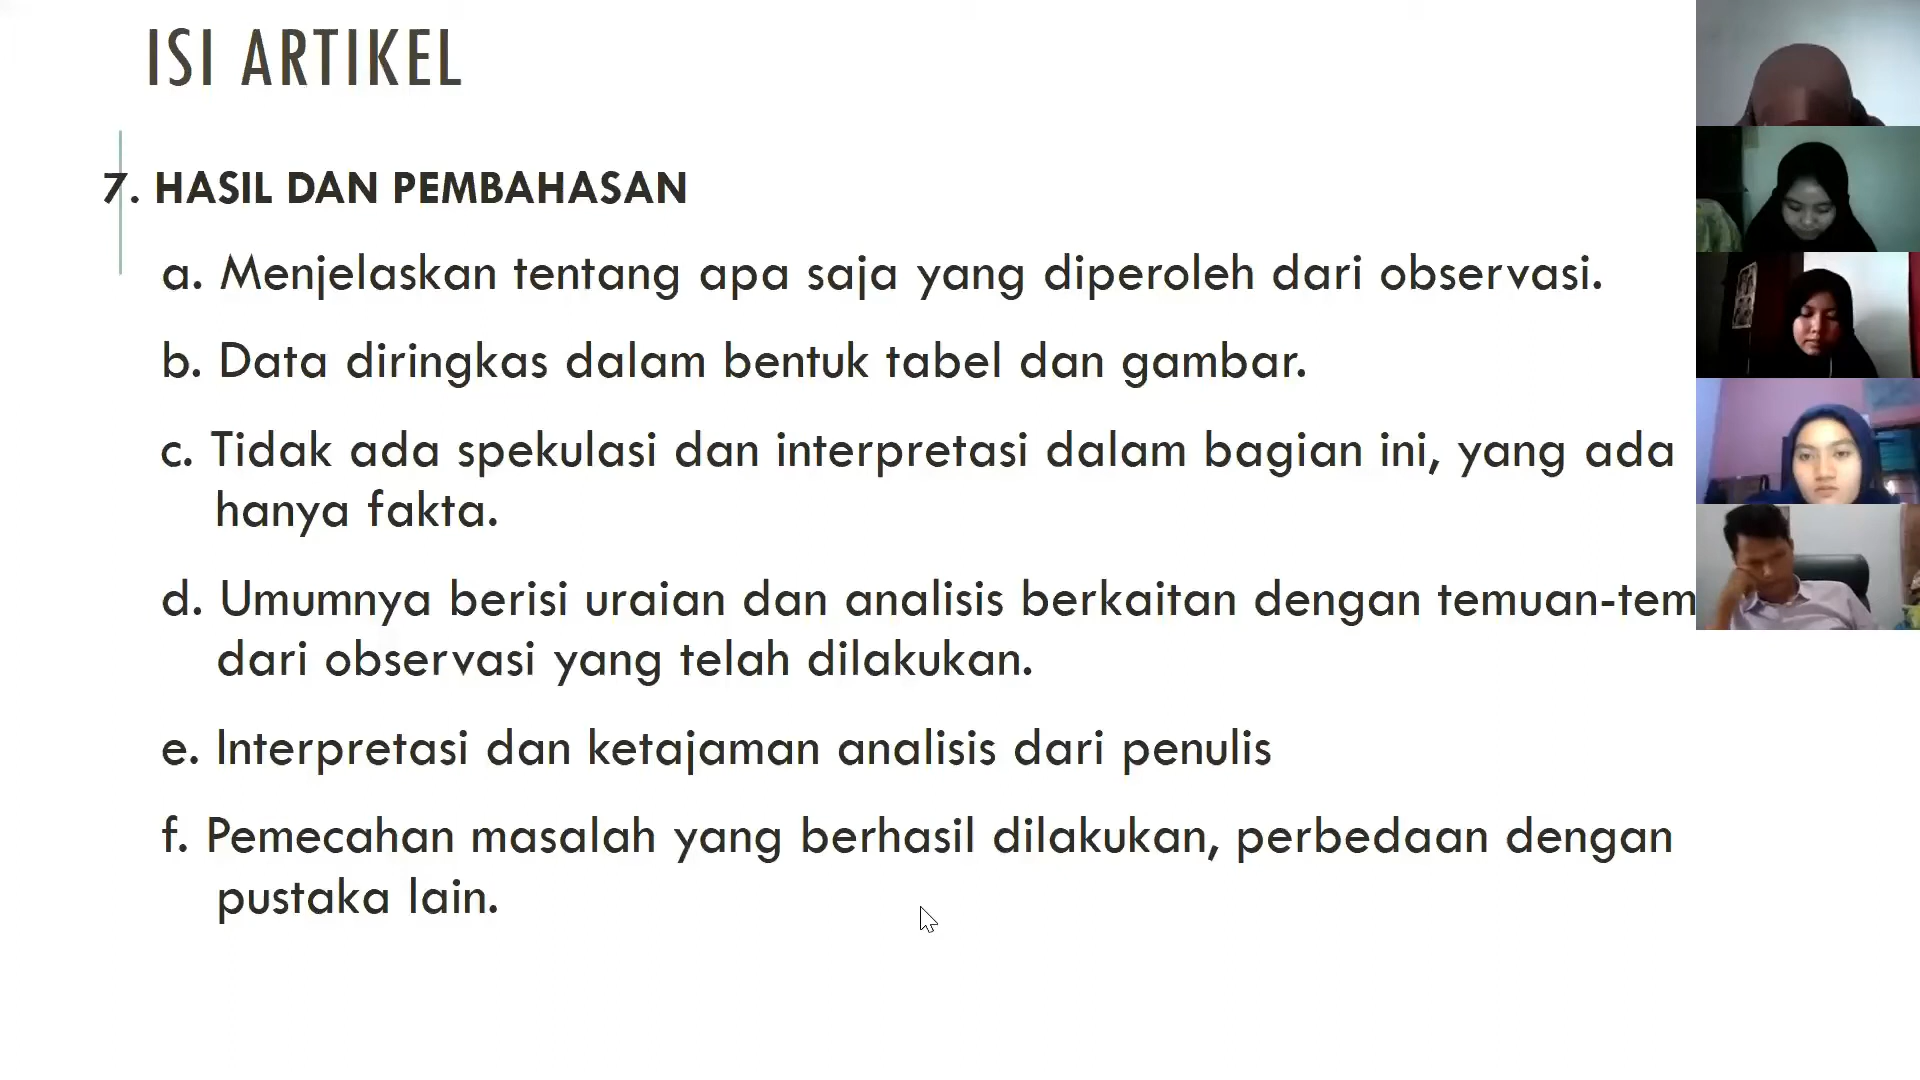 ISI ARTIKEL
7. HASIL DAN PEMBAHASAN
a. Menjelaskan tentang apa saja yang diperoleh dari observasi.
b. Data diringkas dalam bentuk tabel dan gambar.
c. Tidak ada spekulasi dan interpretasi dalam bagian ini, yang ada
hanya fakta.
d. Umumnya berisi uraian dan analisis berkaitan dengan temuan-tem
dari observasi yang telah dilakukan.
e. Interpretasi dan ketajaman analisis dari penulis
f. Pemecahan masalah yang berhasil dilakukan, perbedaan dengan
pustaka lain.